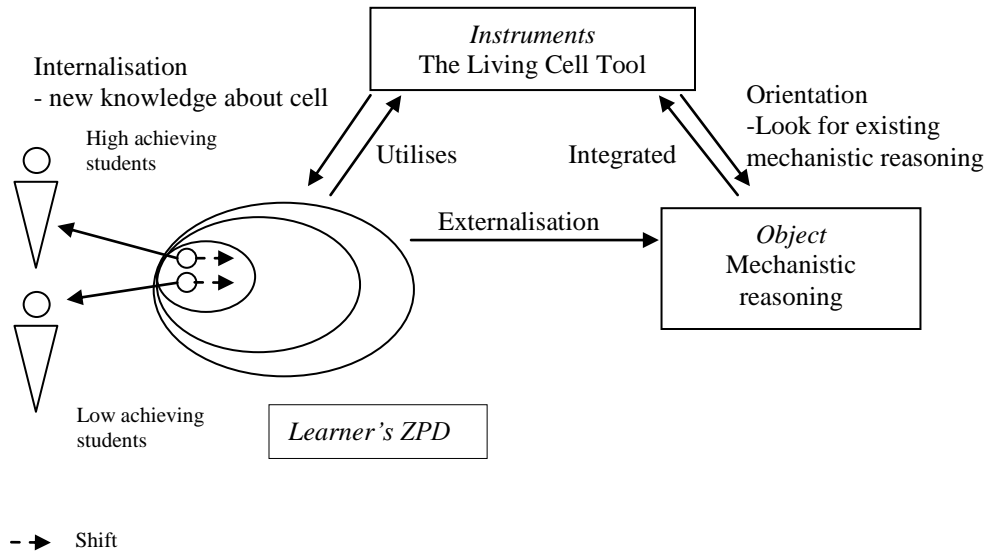 Instruments
The Living Cell Tool
Internalisation
- new knowledge about cell
High achieving
students
Utilises
Integrated
Orientation
-Look for existing
mechanistic reasoning
Externalisation
Object
Mechanistic
reasoning
Low achieving
students
Learner's ZPD
Shift